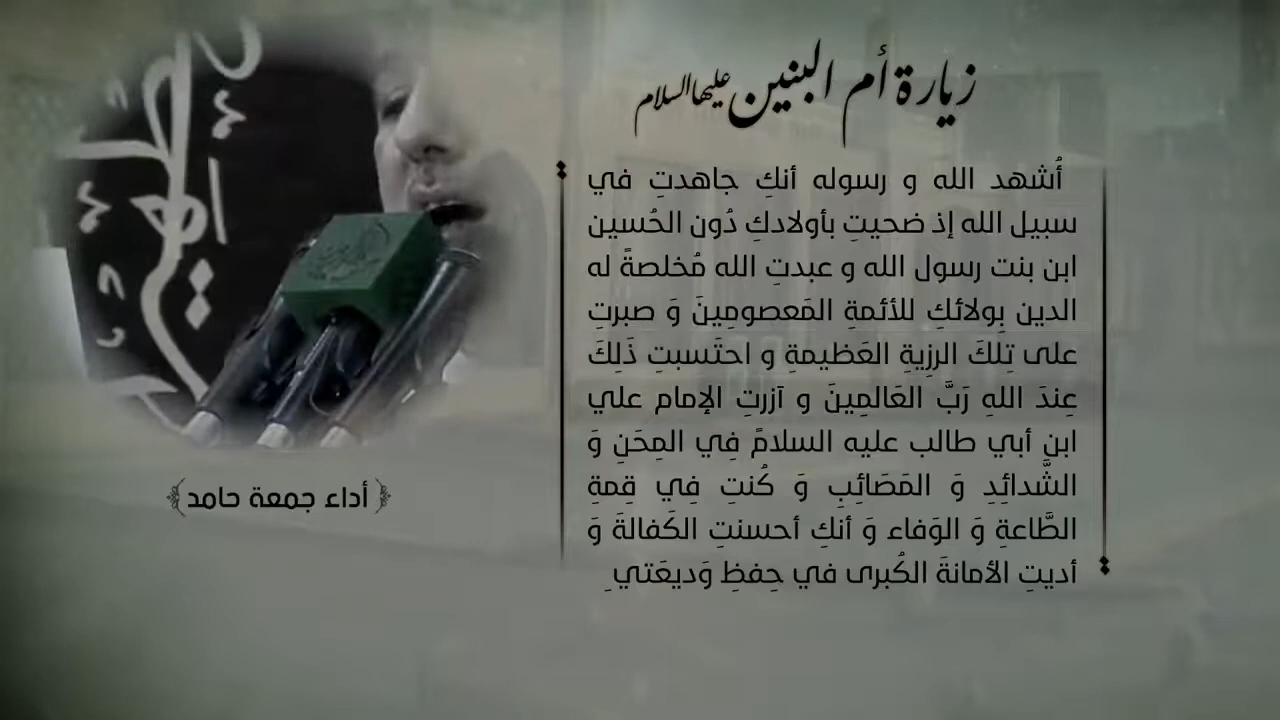 زيارة أم البنين عليها السلام
أُشهد الله و رسوله أنكِ جاهدتِ في
سبيل الله إذ ضحيتِ بأولادكِ دُون الحُسين
ابن بنت رسول الله و عبدتِ الله مُخلصةً له
الدين بِولائكِ للأئمةِ المَعصومِينَ وَ صبرتِ
على تِلكَ الرزِيةِ العَظيمةِ و احتَسبتِ ذَلِكَ
عِندَ اللهِ رَبَّ العَالمِينَ و آزرتِ الإمام علي
ابن أبي طالب عليه السلامً فِي المِحَنِ وَ
الشَّدائِدِ وَ المَصَائِبِ وَ كُنتِ فِي قِمةِ
الطَّاعةِ وَ الوَفاء وَ أنكِ أحسنتِ الكَفالةَ وَ
أديتِ الأمانةَ الكُبرى في حِفظِ وَديعَتيِ
أداء جمعة حامد